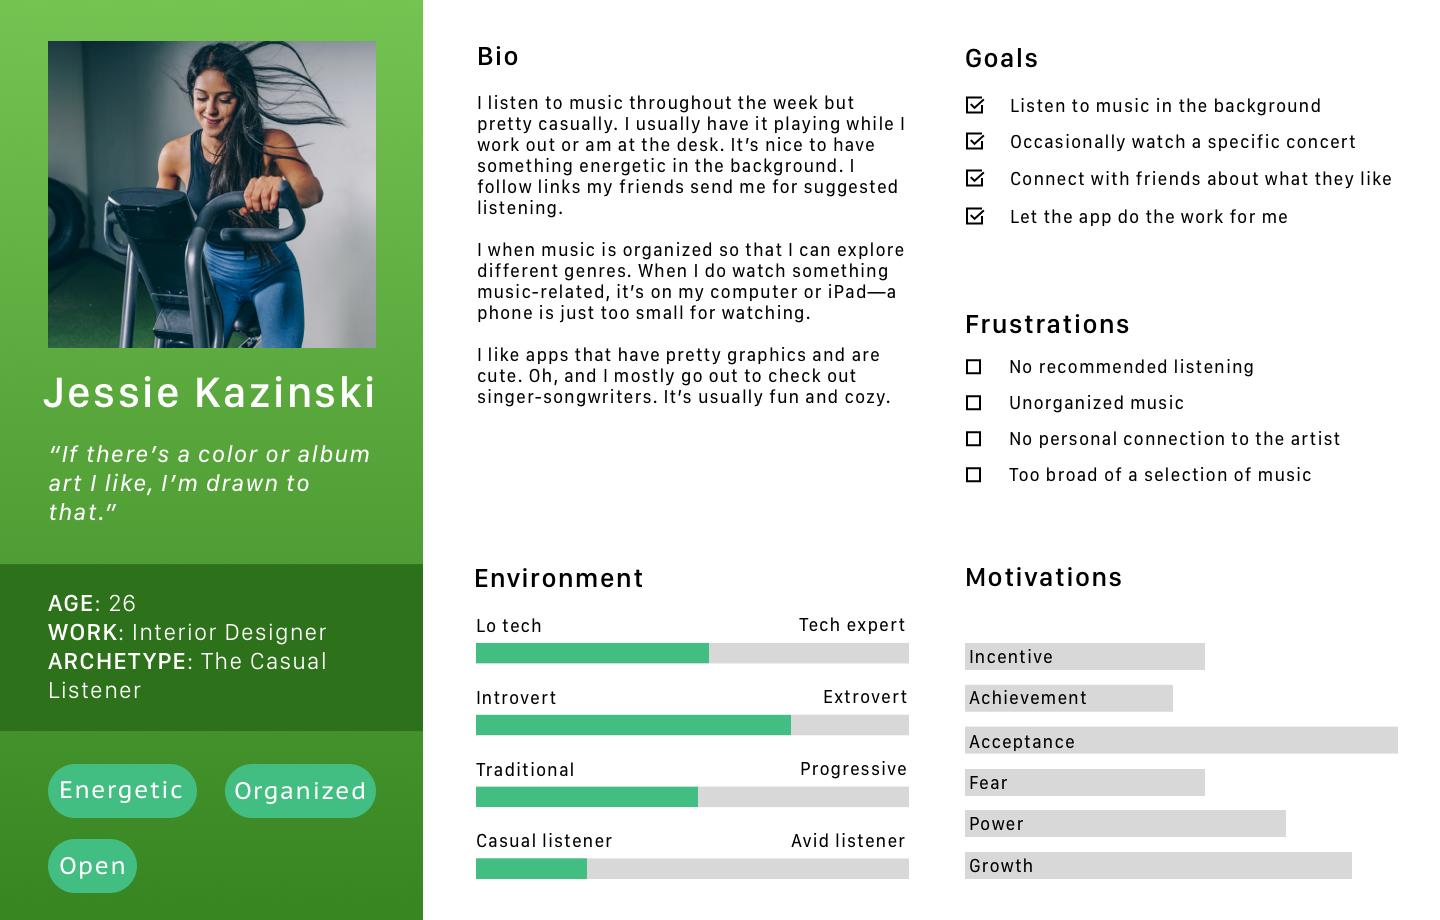 Jessie Kazinski
“If there’s a color or album
art I like, I’m drawn to
that.”
AGE: 26
WORK: Interior Designer
ARCHETYPE: The Casual
Listener
Energetic
Organized
Open
Bio
I listen to music throughout the week but
pretty casually. I usually have it playing while I
work out or am at the desk. It’s nice to have
something energetic in the background. I
follow links my friends send me for suggested
listening.
I when music is organized so that I can explore
different genres. When I do watch something
music-related, it’s on my computer or iPad—a
phone is just too small for watching.
I like apps that have pretty graphics and are
cute. Oh, and I mostly go out to check out
singer-songwriters. It’s usually fun and cozy.
Goals
Listen to music in the background
Occasionally watch a specific concert
Connect with friends about what they like
Let the app do the work for me
Frustrations
No recommended listening
Unorganized music
No personal connection to the artist
Too broad of a selection of music
Environment
Lo tech
Tech expert
Introvert
Extrovert
Traditional
Progressive
Casual listener
Avid listener
Motivations
Incentive
Achievement
Acceptance
Fear
Power
Growth